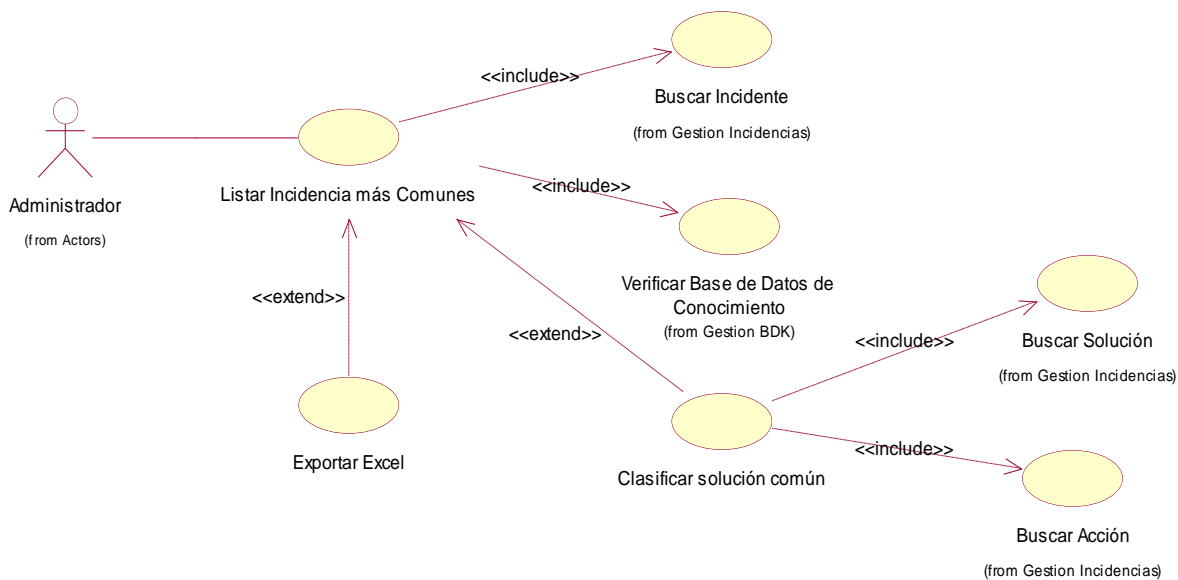 <<include>>
Buscar Incidente
(from Gestion Incidencias)
Administrador
(from Actors)
Listar Incidencia más Comunes
<<include>>
Verificar Base de Datos de
Conocimiento
(from Gestion BDK)
<<extend>>
<<extend>>
<<include>>
Buscar Solución
(from Gestion Incidencias)
Exportar Excel
Clasificar solución común
<<include>>
Buscar Acción
(from Gestion Incidencias)